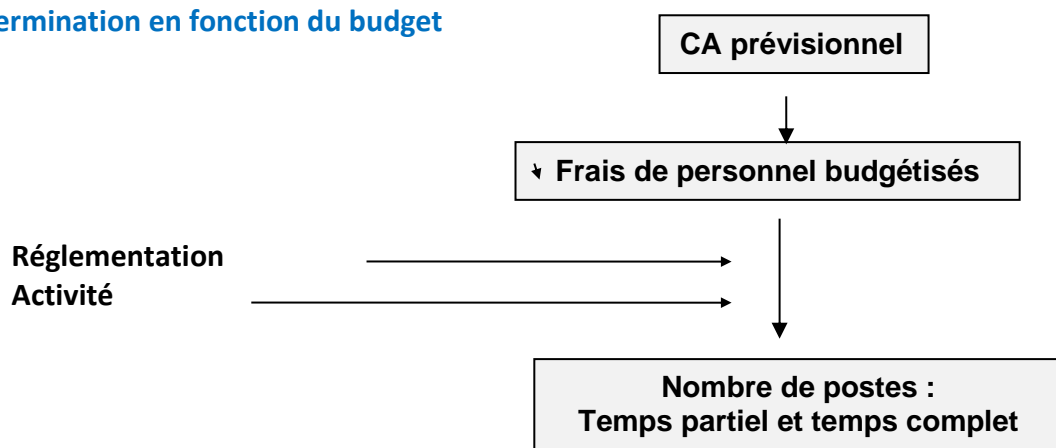 ermination en fonction du budget
CA prévisionnel
Frais de personnel budgétisés
Réglementation
Activité
Nombre de postes :
Temps partiel et temps complet